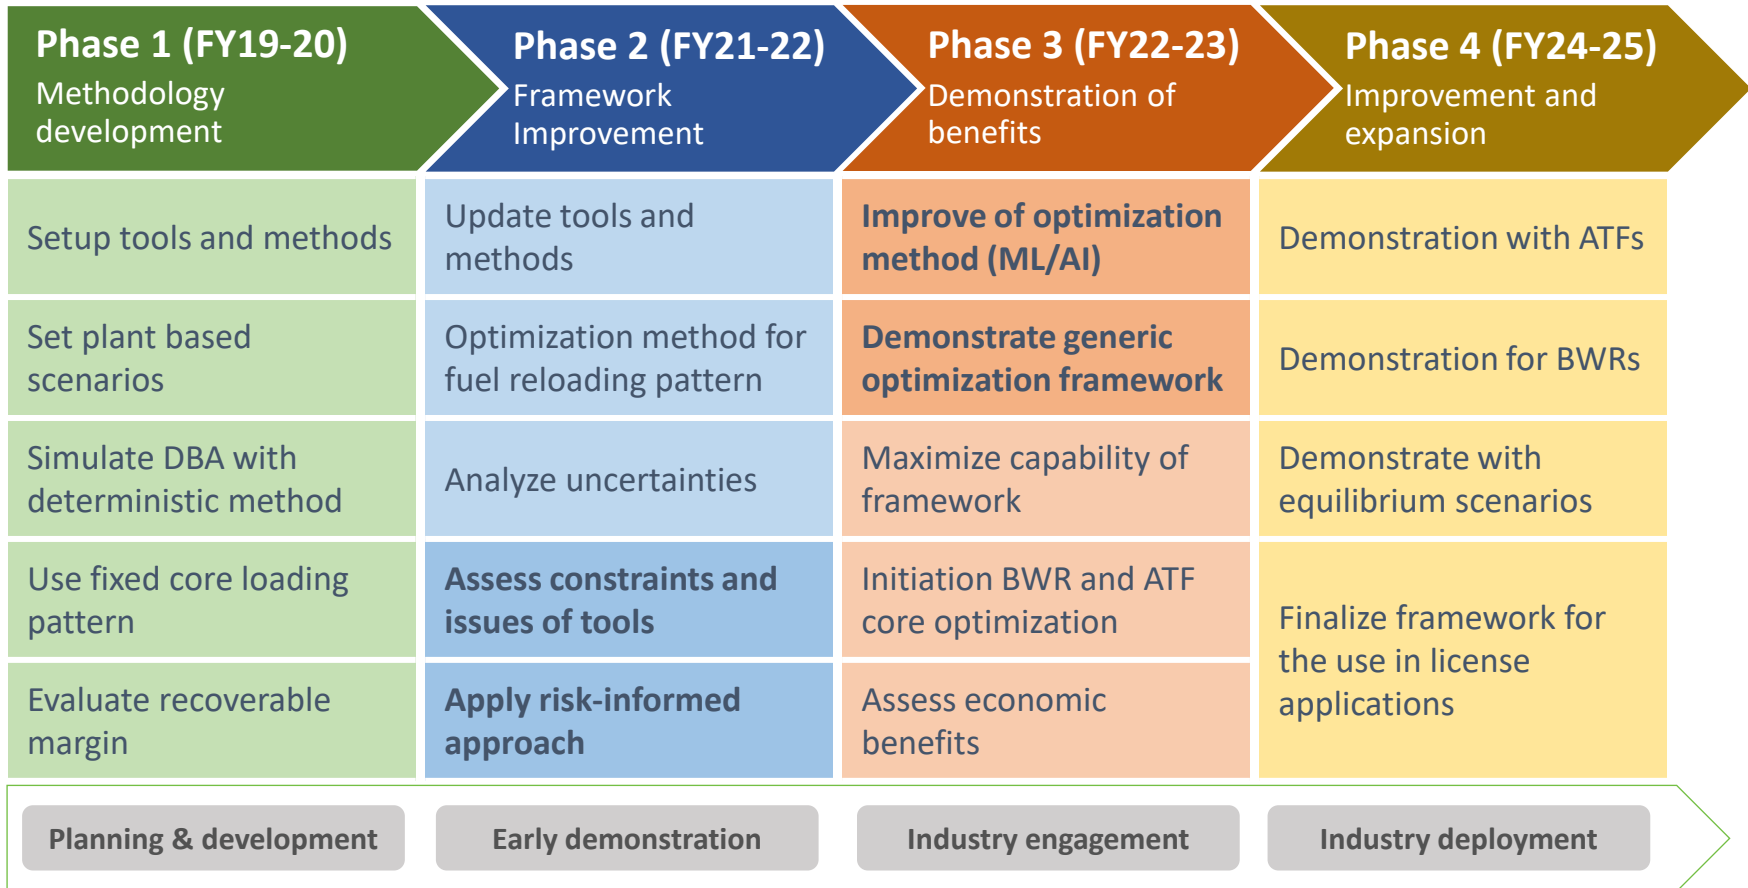 Phase 1 (FY19-20)
Methodology
development
Phase 2 (FY21-22)
Framework
Improvement
Phase 3 (FY22-23)
Demonstration of
benefits
Phase 4 (FY24-25)
Improvement and
expansion
Setup tools and methods
Set plant based
scenarios
Simulate DBA with
deterministic method
Use fixed core loading
pattern
Evaluate recoverable
margin
Update tools and
methods
Optimization method for
fuel reloading pattern
Analyze uncertainties
Assess constraints and
issues of tools
Apply risk-informed
approach
Improve of optimization
method (ML/AI)
Demonstrate generic
optimization framework
Maximize capability of
framework
Initiation BWR and ATF
core optimization
Assess economic
benefits
Demonstration with ATFs
Demonstration for BWRs
Demonstrate with
equilibrium scenarios
Finalize framework for
the use in license
applications
Planning & development
Early demonstration
Industry engagement
Industry deployment